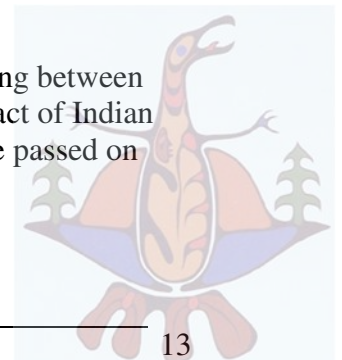 ng between
act of Indian
e passed on
13